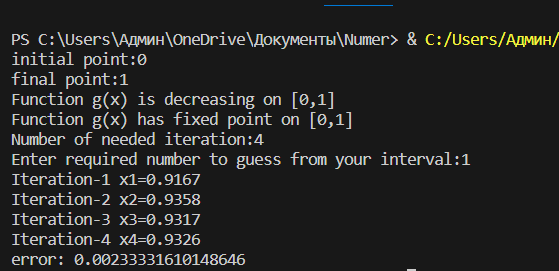 PS C:\Users\Админ\OneDrive\Документы\Numer> & C:/Users/Админ/
initial point:0
final point:1
Function g(x) is decreasing on [0,1]
Function g(x) has fixed point on [0,1]
Number of needed iteration:4
Enter required number to guess from your interval:1
Iteration-1 x1=0.9167
Iteration-2 x2=0.9358
Iteration-3 x3=0.9317
Iteration-4 x4=0.9326
error: 0.00233331610148646